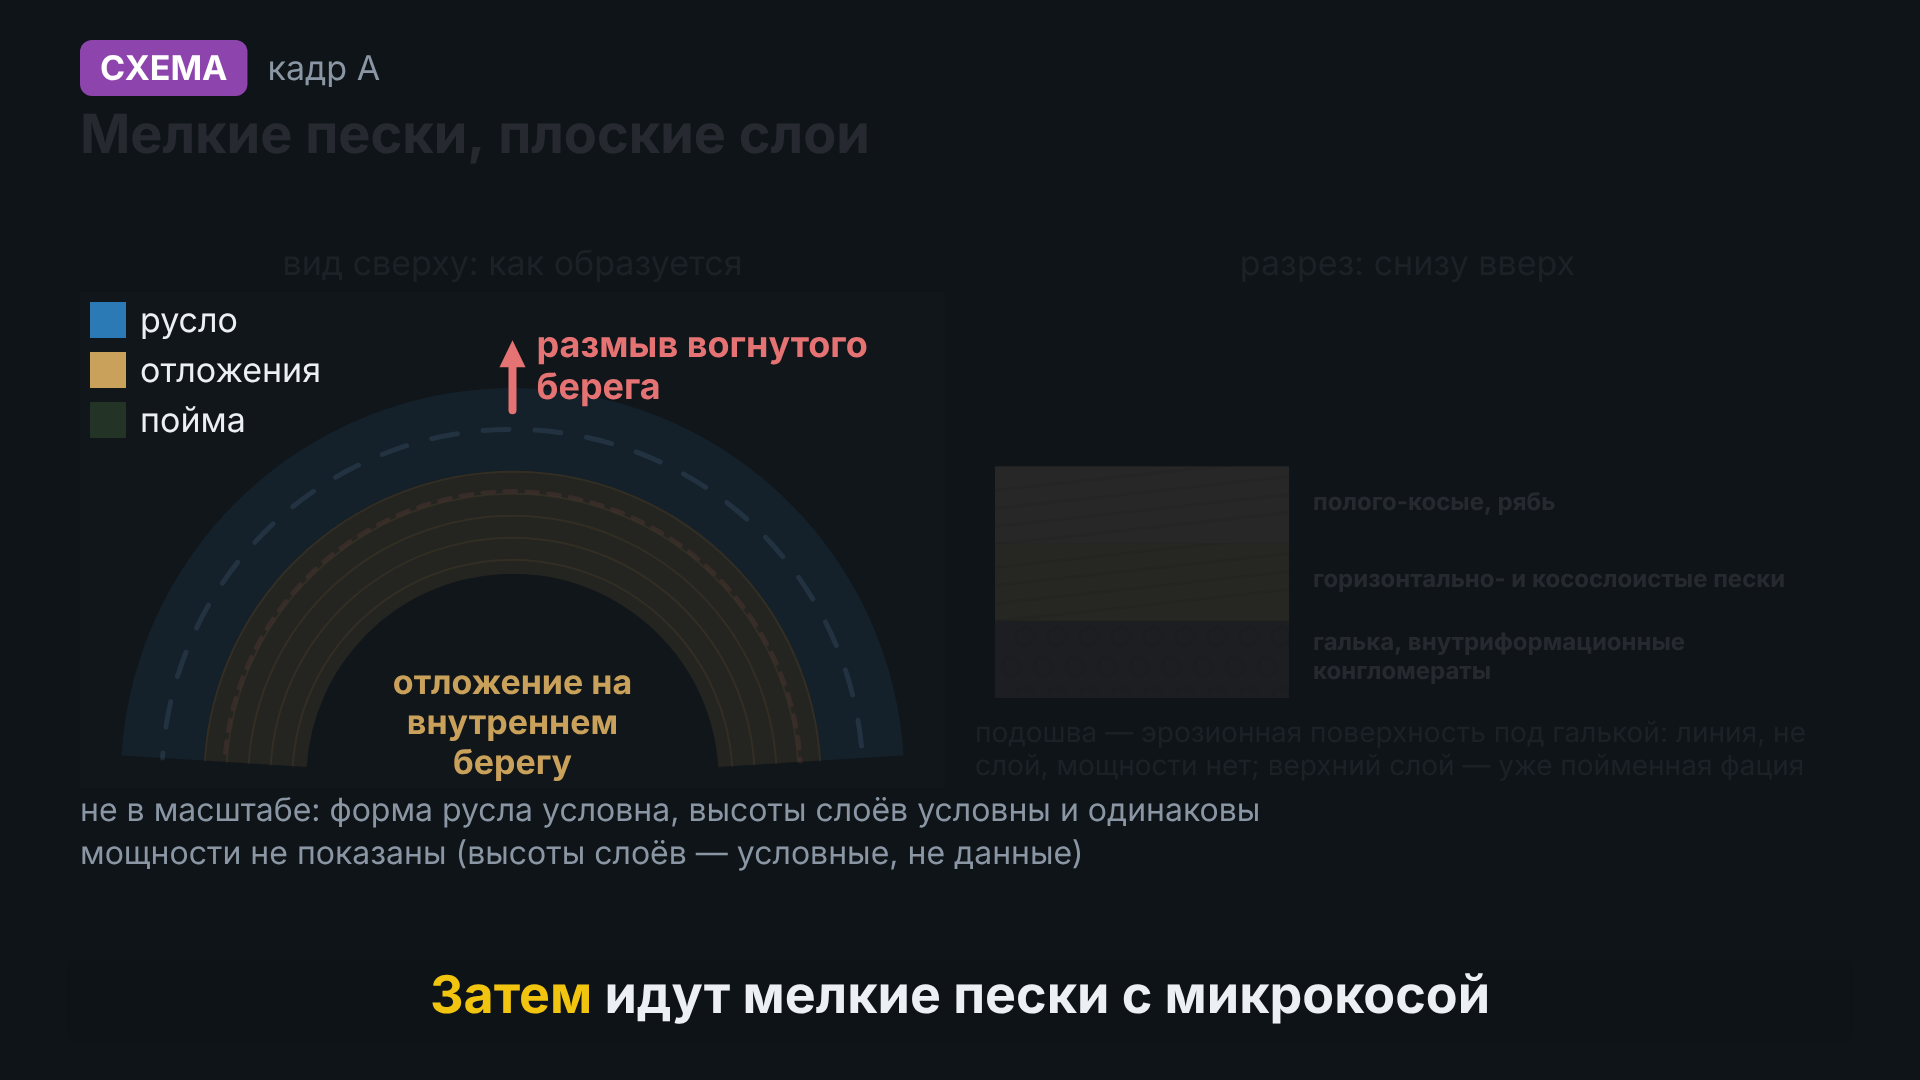 СХЕМА кадр А
Мелкие пески, плоские слои
вид сверху: как образуется
разрез: снизу вверх
русло
отложения
пойма
размыв вогнутого
берега
отложение на
внутреннем
берегу
полого-косые, рябь
горизонтально- и косослоистые пески
галька, внутриформационные
конгломераты
подошва — эрозионная поверхность под галькой: линия, не
слой, мощности нет; верхний слой — уже пойменная фация
не в масштабе: форма русла условна, высоты слоёв условны и одинаковы
мощности не показаны (высоты слоёв — условные, не данные)
Затем идут мелкие пески с микрокосой